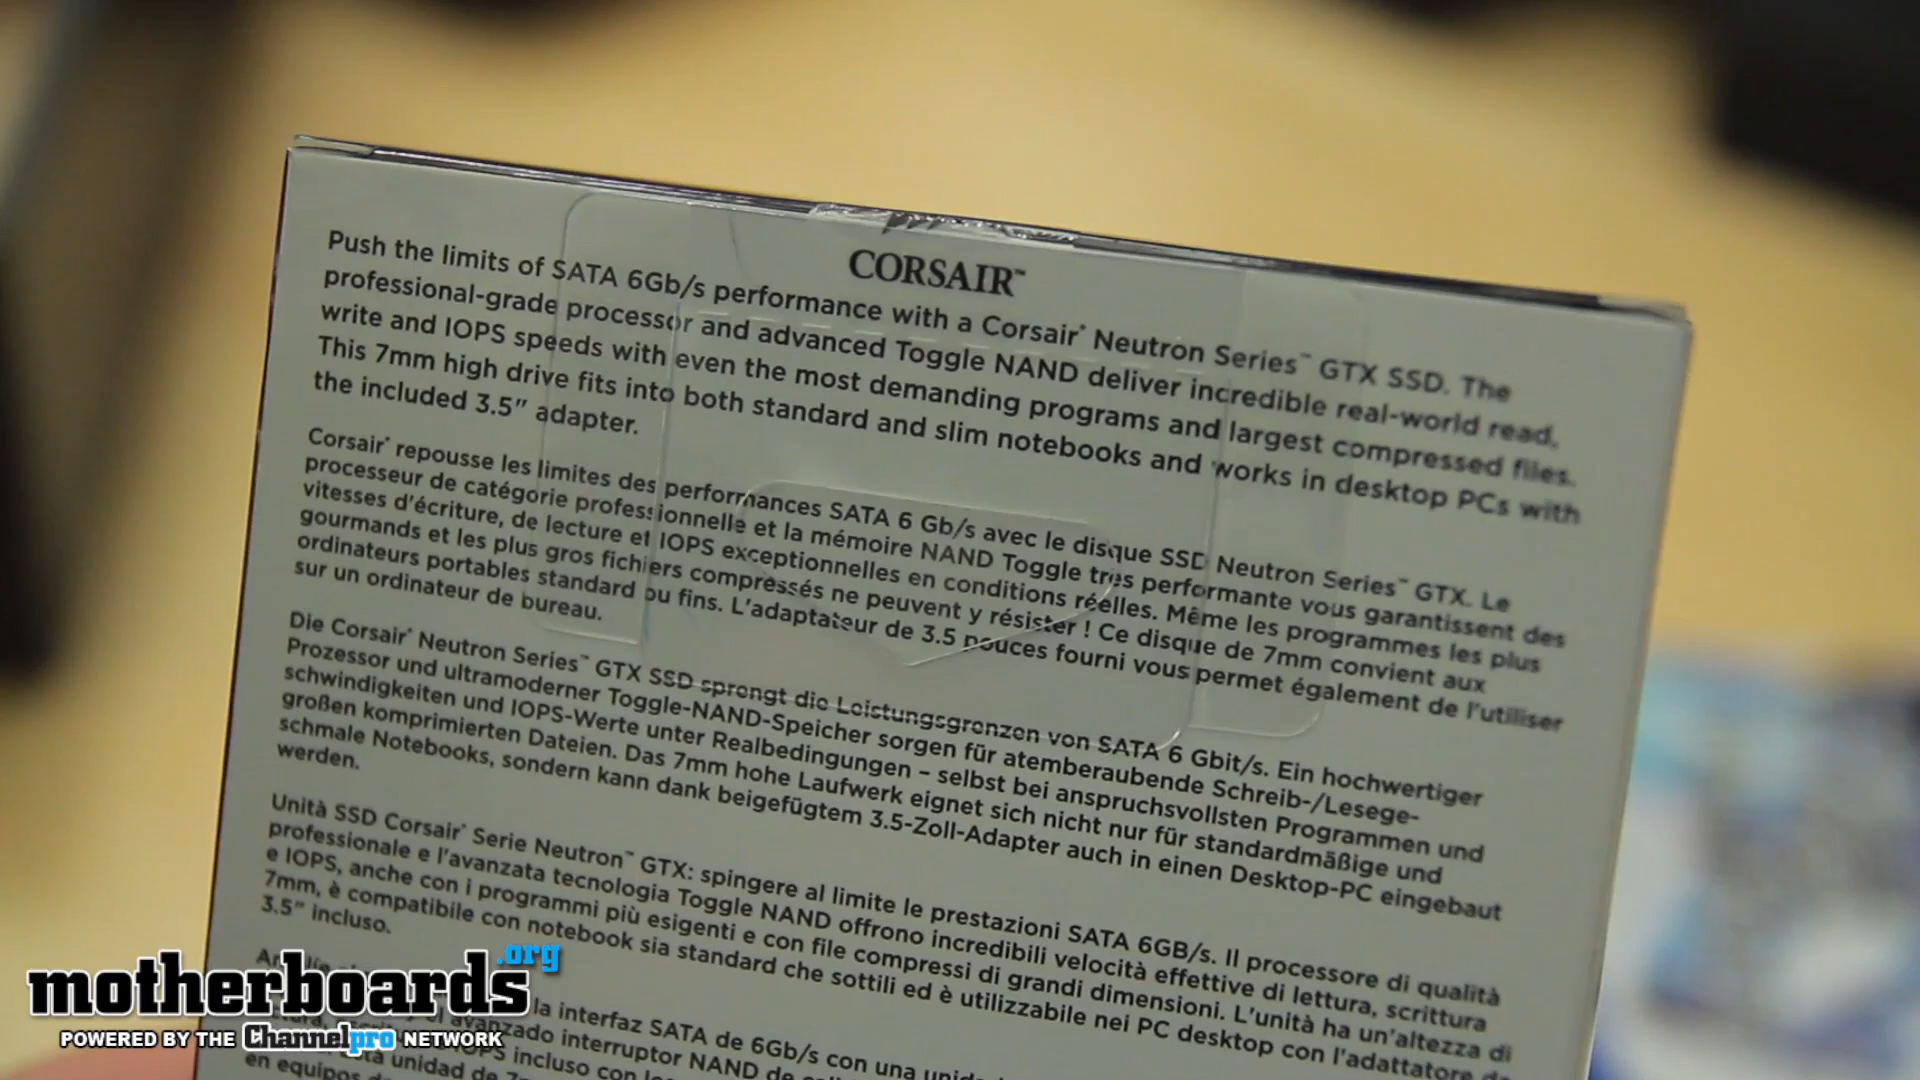 CORSAIR™
Push the limits of SATA 6Gb/s performance with a Corsair® Neutron Series™ GTX SSD. The
professional-grade processor and advanced Toggle NAND deliver incredible real-world read,
write and IOPS speeds with even the most demanding programs and largest compressed files.
This 7mm high drive fits into both standard and slim notebooks and works in desktop PCs with
the included 3.5" adapter.
Corsair® repousse les limites des performances SATA 6 Gb/s avec le disque SSD Neutron Series™ GTX. Le
processeur de catégorie professionnelle et la mémoire NAND Toggle très performante vous garantissent des
vitesses d'écriture, de lecture et IOPS exceptionnelles en conditions réelles. Même les programmes les plus
gourmands et les plus gros fichiers compressés ne peuvent y résister ! Ce disque de 7mm convient aux
ordinateurs portables standard ou fins. L'adaptateur de 3.5 pouces fourni vous permet également de l'utiliser
sur un ordinateur de bureau.
Die Corsair® Neutron Series™ GTX SSD sprengt die Leistungsgrenzen von SATA 6 Gbit/s. Ein hochwertiger
Prozessor und ultramoderner Toggle-NAND-Speicher sorgen für atemberaubende Schreib-/Lesege-
schwindigkeiten und IOPS-Werte unter Realbedingungen – selbst bei anspruchsvollsten Programmen und
großen komprimierten Dateien. Das 7mm hohe Laufwerk eignet sich nicht nur für standardmäßige und
schmale Notebooks, sondern kann dank beigefügtem 3.5-Zoll-Adapter auch in einen Desktop-PC eingebaut
werden.
Unità SSD Corsair® Serie Neutron™ GTX: spingere al limite le prestazioni SATA 6GB/s. Il processore di qualità
professionale e l'avanzata tecnologia Toggle NAND offrono incredibili velocità effettive di lettura, scrittura
e IOPS, anche con i programmi più esigenti e con file compressi di grandi dimensioni. L'unità ha un'altezza di
7mm, è compatibile con notebook sia standard che sottili ed è utilizzabile nei PC desktop con l'adattatore da
3.5" incluso.
la interfaz SATA de 6Gb/s con una
el avanzado interruptor NAND de
IOPS incluso con
unidad de
en equipos
motherboards.org
POWERED BY THE Channelpro NETWORK